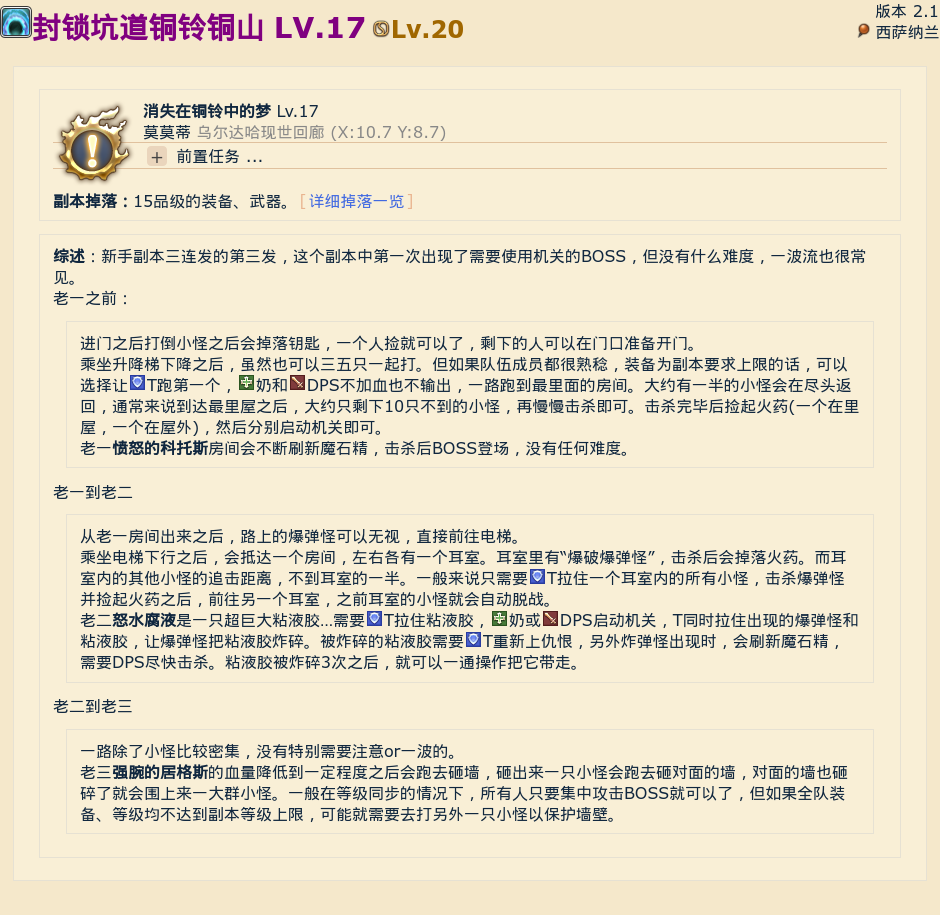 封锁坑道铜铃铜山 LV.17 Lv.20
版本 2.1
西萨纳兰
消失在铜铃中的梦 Lv.17
莫莫蒂 乌尔达哈现世回廊 (X:10.7 Y:8.7)
+ 前置任务 ...
副本掉落：15品级的装备、武器。 [ 详细掉落一览 ]
综述：新手副本三连发的第三发，这个副本中第一次出现了需要使用机关的BOSS，但没有什么难度，一波流也很常
见。
老一之前：
进门之后打倒小怪之后会掉落钥匙，一个人捡就可以了，剩下的人可以在门口准备开门。
乘坐升降梯下降之后，虽然也可以三五只一起打。但如果队伍成员都很熟稔，装备为副本要求上限的话，可以
选择让T跑第一个，奶和DPS不加血也不输出，一路跑到最里面的房间。大约有一半的小怪会在尽头返
回，通常来说到达最里屋之后，大约只剩下10只不到的小怪，再慢慢击杀即可。击杀完毕后捡起火药(一个在里
屋，一个在屋外)，然后分别启动机关即可。
老一愤怒的科托斯房间会不断刷新魔石精，击杀后BOSS登场，没有任何难度。
老一到老二
从老一房间出来之后，路上的爆弹怪可以无视，直接前往电梯。
乘坐电梯下行之后，会抵达一个房间，左右各有一个耳室。耳室里有“爆破爆弹怪”，击杀后会掉落火药。而耳
室内的其他小怪的追击距离，不到耳室的一半。一般来说只需要T拉住一个耳室内的所有小怪，击杀爆弹怪
并捡起火药之后，前往另一个耳室，之前耳室的小怪就会自动脱战。
老二怒水腐液是一只超巨大粘液胶...需要T拉住粘液胶，奶或DPS启动机关，T同时拉住出现的爆弹怪和
粘液胶，让爆弹怪把粘液胶炸碎。被炸碎的粘液胶需要T重新上仇恨，另外炸弹怪出现时，会刷新魔石精，
需要DPS尽快击杀。粘液胶被炸碎3次之后，就可以一通操作把它带走。
老二到老三
一路除了小怪比较密集，没有特别需要注意or一波的。
老三强腕的居格斯的血量降低到一定程度之后会跑去砸墙，砸出来一只小怪会跑去砸对面的墙，对面的墙也砸
碎了就会围上来一大群小怪。一般在等级同步的情况下，所有人只要集中攻击BOSS就可以了，但如果全队装
备、等级均不达到副本等级上限，可能就需要去打另外一只小怪以保护墙壁。